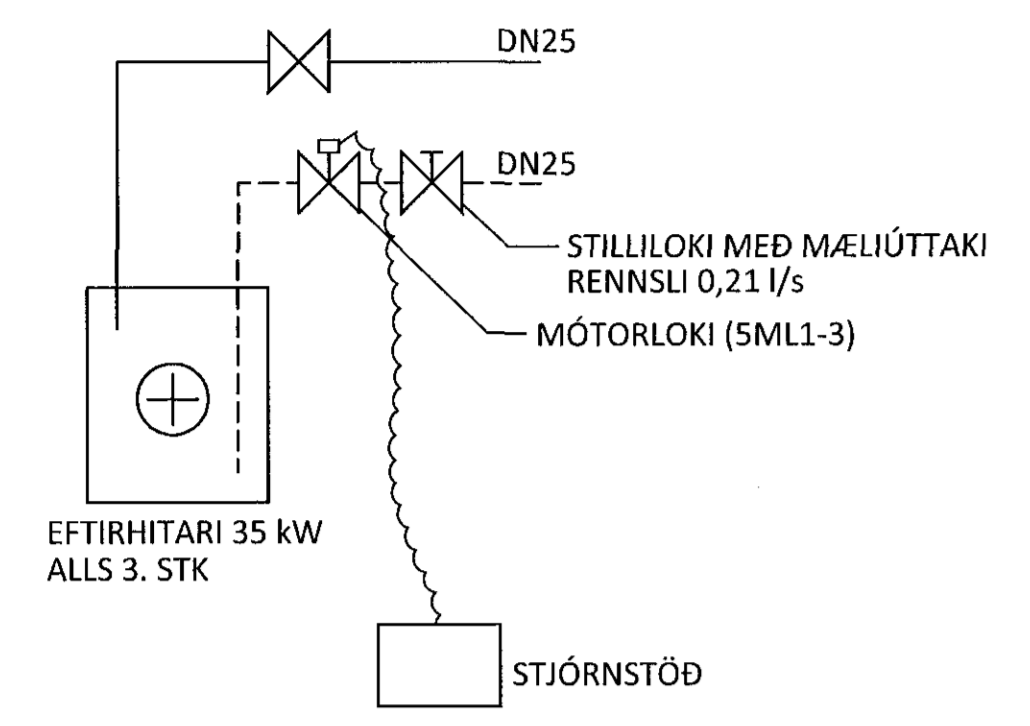 DN25
DN25
STILLILOKI MEÐ MÆLIÚTTAKI
RENNSLI 0,21 l/s
MÓTORLOKI (5ML1-3)
EFTIRHITARI 35 kW
ALLS 3. STK
STJÓRNSTÖÐ